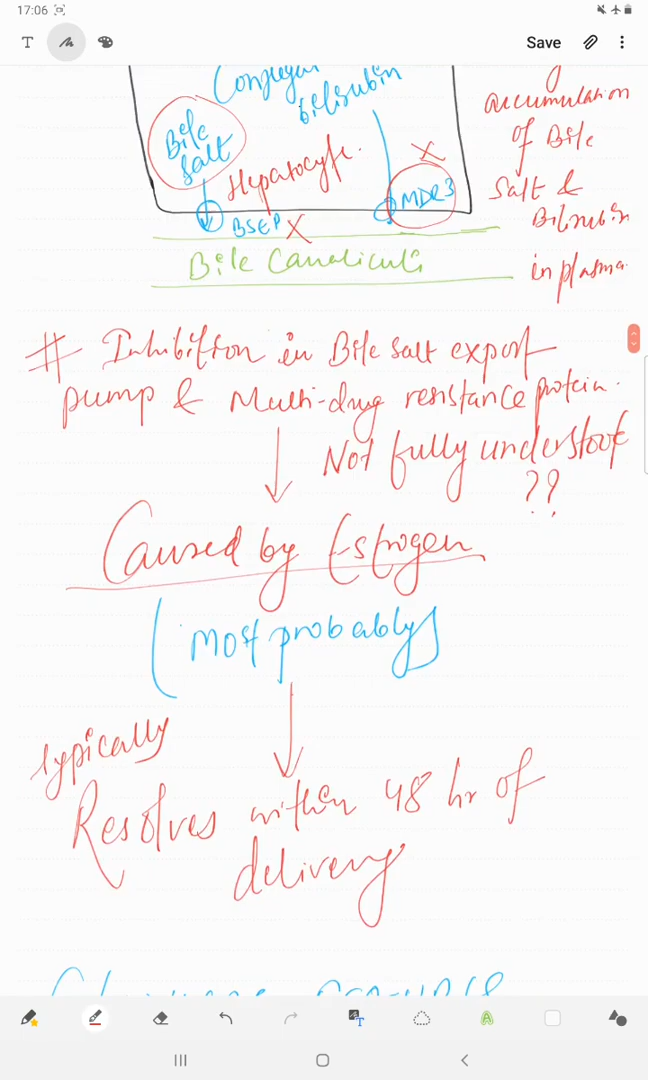 17:06
T
Save
Conjugat
bilirubin
Bile
salt
Hepatocyte.
X
MDR3
BSEP X
Bile Canaliculi
accumulation
of Bile
Salt &
Bilirubin
in plasma.
# Inhibition in Bile salt export
pump & Multi-drug resistance protein.
Not fully understood
??
Caused by Estrogen
(most probably)
typically
Resolves within 48 hr of
delivery
T
A